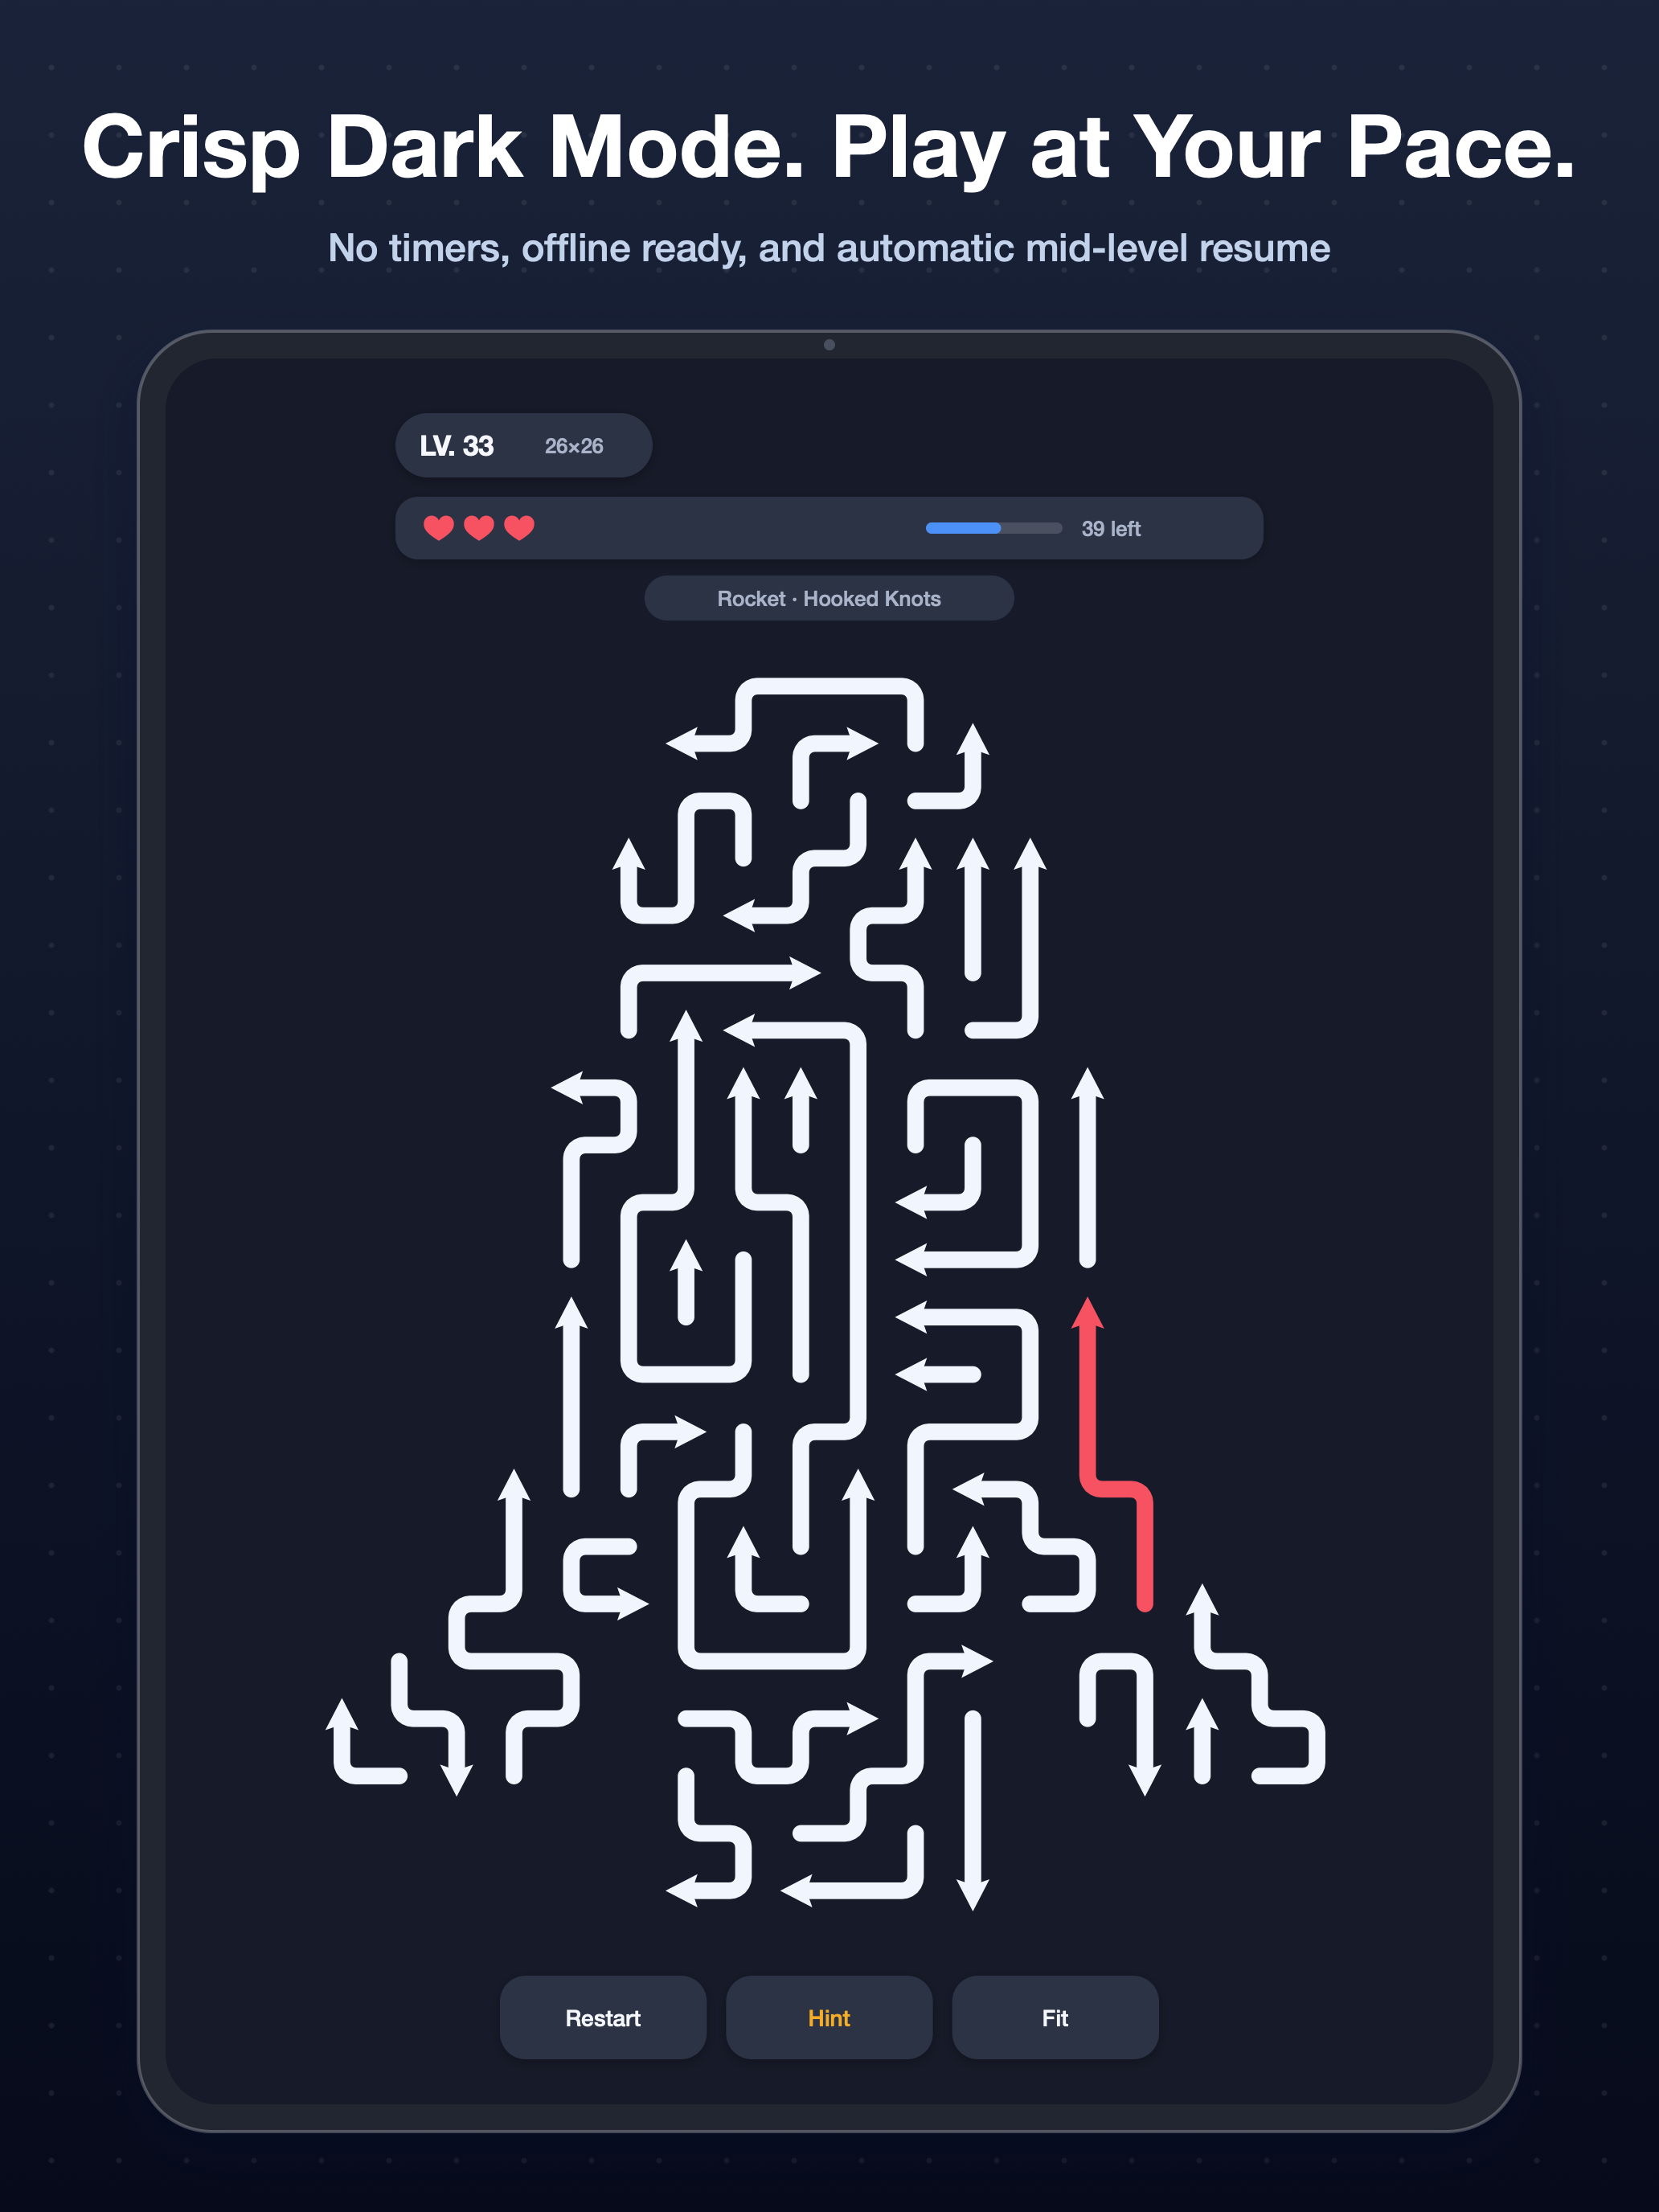 Crisp Dark Mode. Play at Your Pace.
No timers, offline ready, and automatic mid-level resume
LV. 33 26×26
39 left
Rocket · Hooked Knots
Restart Hint Fit